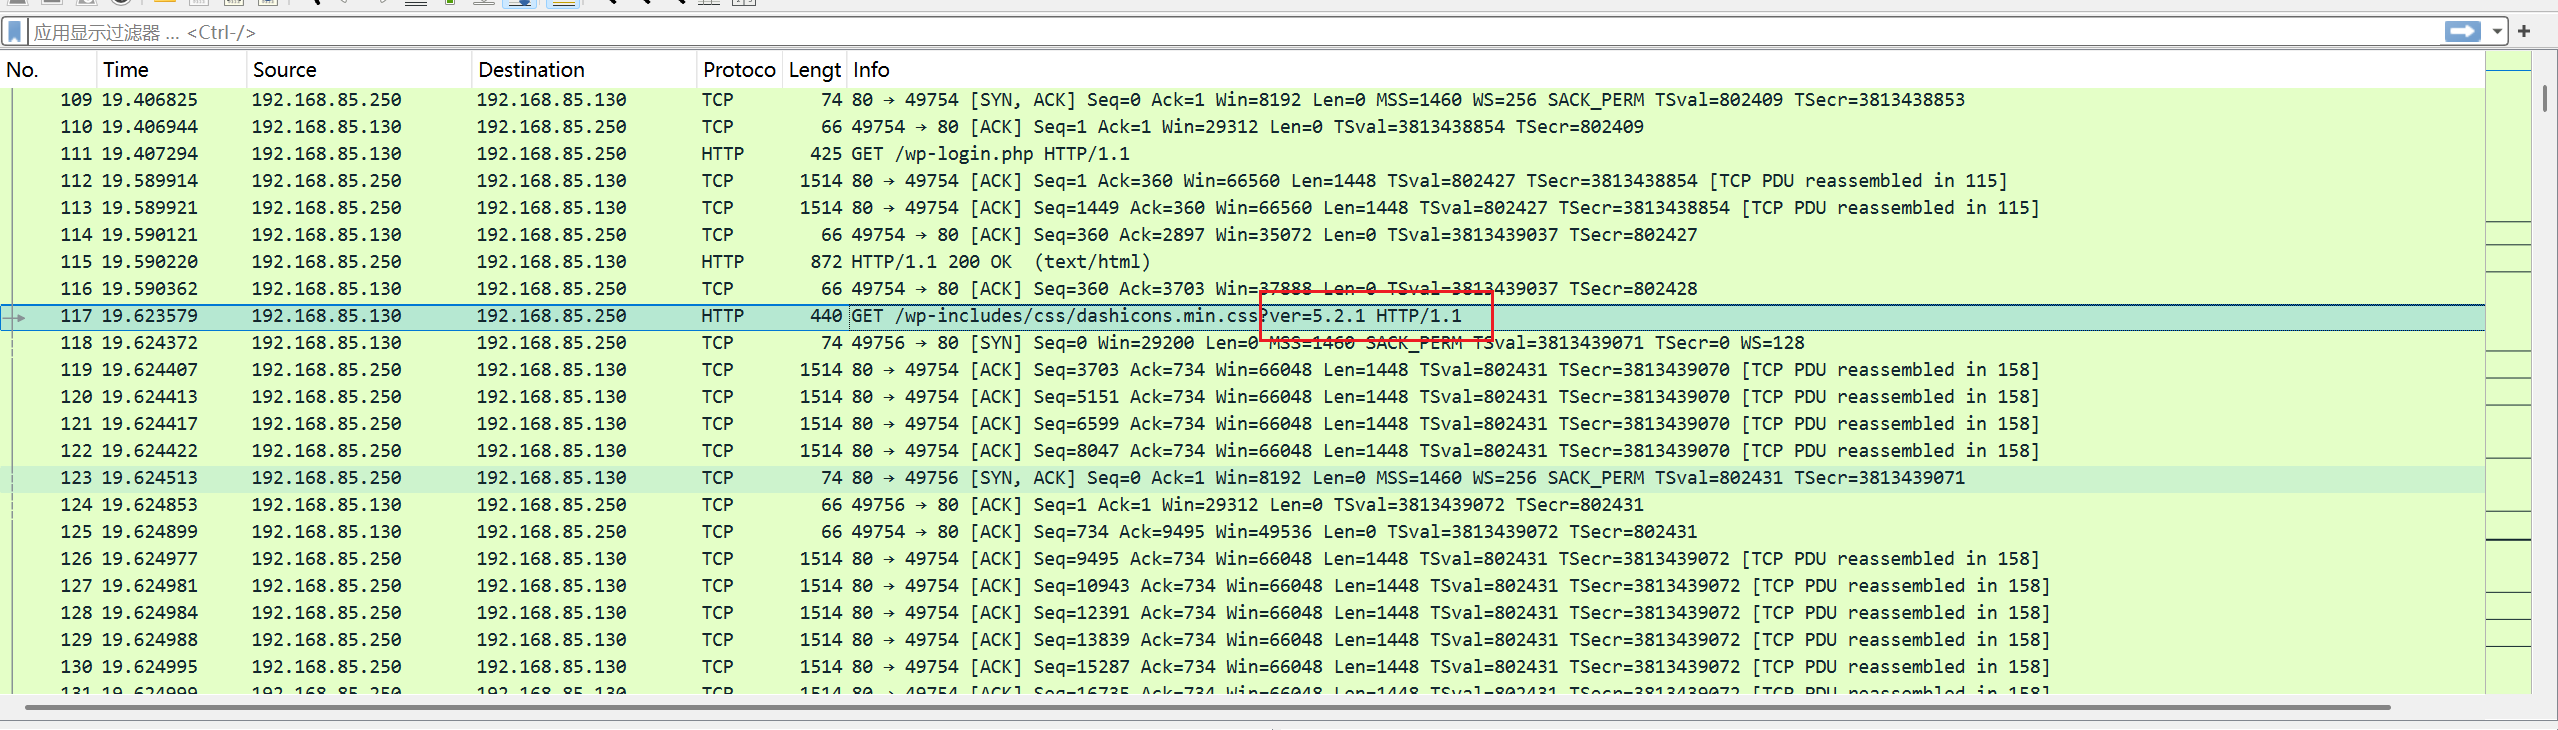 应用显示过滤器 … <Ctrl-/>
No. Time Source Destination Protoco Lengt Info
109 19.406825 192.168.85.250 192.168.85.130 TCP 74 80 → 49754 [SYN, ACK] Seq=0 Ack=1 Win=8192 Len=0 MSS=1460 WS=256 SACK_PERM TSval=802409 TSecr=3813438853
110 19.406944 192.168.85.130 192.168.85.250 TCP 66 49754 → 80 [ACK] Seq=1 Ack=1 Win=29312 Len=0 TSval=3813438854 TSecr=802409
111 19.407294 192.168.85.130 192.168.85.250 HTTP 425 GET /wp-login.php HTTP/1.1
112 19.589914 192.168.85.250 192.168.85.130 TCP 1514 80 → 49754 [ACK] Seq=1 Ack=360 Win=66560 Len=1448 TSval=802427 TSecr=3813438854 [TCP PDU reassembled in 115]
113 19.589921 192.168.85.250 192.168.85.130 TCP 1514 80 → 49754 [ACK] Seq=1449 Ack=360 Win=66560 Len=1448 TSval=802427 TSecr=3813438854 [TCP PDU reassembled in 115]
114 19.590121 192.168.85.130 192.168.85.250 TCP 66 49754 → 80 [ACK] Seq=360 Ack=2897 Win=35072 Len=0 TSval=3813439037 TSecr=802427
115 19.590220 192.168.85.250 192.168.85.130 HTTP 872 HTTP/1.1 200 OK (text/html)
116 19.590362 192.168.85.130 192.168.85.250 TCP 66 49754 → 80 [ACK] Seq=360 Ack=3703 Win=37888 Len=0 TSval=3813439037 TSecr=802428
117 19.623579 192.168.85.130 192.168.85.250 HTTP 440 GET /wp-includes/css/dashicons.min.css?ver=5.2.1 HTTP/1.1
118 19.624372 192.168.85.130 192.168.85.250 TCP 74 49756 → 80 [SYN] Seq=0 Win=29200 Len=0 MSS=1460 SACK_PERM TSval=3813439071 TSecr=0 WS=128
119 19.624407 192.168.85.250 192.168.85.130 TCP 1514 80 → 49754 [ACK] Seq=3703 Ack=734 Win=66048 Len=1448 TSval=802431 TSecr=3813439070 [TCP PDU reassembled in 158]
120 19.624413 192.168.85.250 192.168.85.130 TCP 1514 80 → 49754 [ACK] Seq=5151 Ack=734 Win=66048 Len=1448 TSval=802431 TSecr=3813439070 [TCP PDU reassembled in 158]
121 19.624417 192.168.85.250 192.168.85.130 TCP 1514 80 → 49754 [ACK] Seq=6599 Ack=734 Win=66048 Len=1448 TSval=802431 TSecr=3813439070 [TCP PDU reassembled in 158]
122 19.624422 192.168.85.250 192.168.85.130 TCP 1514 80 → 49754 [ACK] Seq=8047 Ack=734 Win=66048 Len=1448 TSval=802431 TSecr=3813439070 [TCP PDU reassembled in 158]
123 19.624513 192.168.85.250 192.168.85.130 TCP 74 80 → 49756 [SYN, ACK] Seq=0 Ack=1 Win=8192 Len=0 MSS=1460 WS=256 SACK_PERM TSval=802431 TSecr=3813439071
124 19.624853 192.168.85.130 192.168.85.250 TCP 66 49756 → 80 [ACK] Seq=1 Ack=1 Win=29312 Len=0 TSval=3813439072 TSecr=802431
125 19.624899 192.168.85.130 192.168.85.250 TCP 66 49754 → 80 [ACK] Seq=734 Ack=9495 Win=49536 Len=0 TSval=3813439072 TSecr=802431
126 19.624977 192.168.85.250 192.168.85.130 TCP 1514 80 → 49754 [ACK] Seq=9495 Ack=734 Win=66048 Len=1448 TSval=802431 TSecr=3813439072 [TCP PDU reassembled in 158]
127 19.624981 192.168.85.250 192.168.85.130 TCP 1514 80 → 49754 [ACK] Seq=10943 Ack=734 Win=66048 Len=1448 TSval=802431 TSecr=3813439072 [TCP PDU reassembled in 158]
128 19.624984 192.168.85.250 192.168.85.130 TCP 1514 80 → 49754 [ACK] Seq=12391 Ack=734 Win=66048 Len=1448 TSval=802431 TSecr=3813439072 [TCP PDU reassembled in 158]
129 19.624988 192.168.85.250 192.168.85.130 TCP 1514 80 → 49754 [ACK] Seq=13839 Ack=734 Win=66048 Len=1448 TSval=802431 TSecr=3813439072 [TCP PDU reassembled in 158]
130 19.624995 192.168.85.250 192.168.85.130 TCP 1514 80 → 49754 [ACK] Seq=15287 Ack=734 Win=66048 Len=1448 TSval=802431 TSecr=3813439072 [TCP PDU reassembled in 158]
131 19.624999 192.168.85.250 192.168.85.130 TCP 1514 80 → 49754 [ACK] Seq=16735 Ack=734 Win=66048 Len=1448 TSval=802431 TSecr=3813439072 [TCP PDU reassembled in 158]